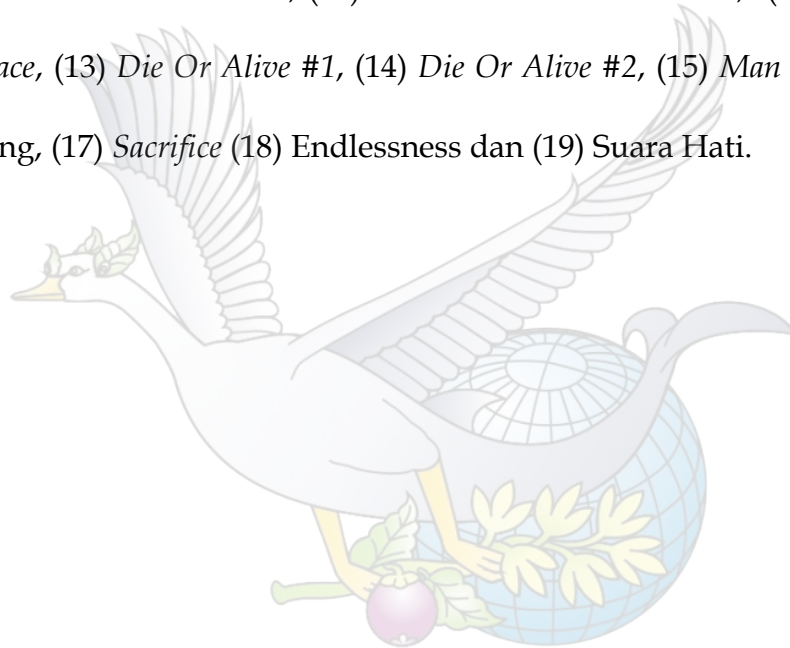 ace, (13) Die Or Alive #1, (14) Die Or Alive #2, (15) Man
ng, (17) Sacrifice (18) Endlessness dan (19) Suara Hati.